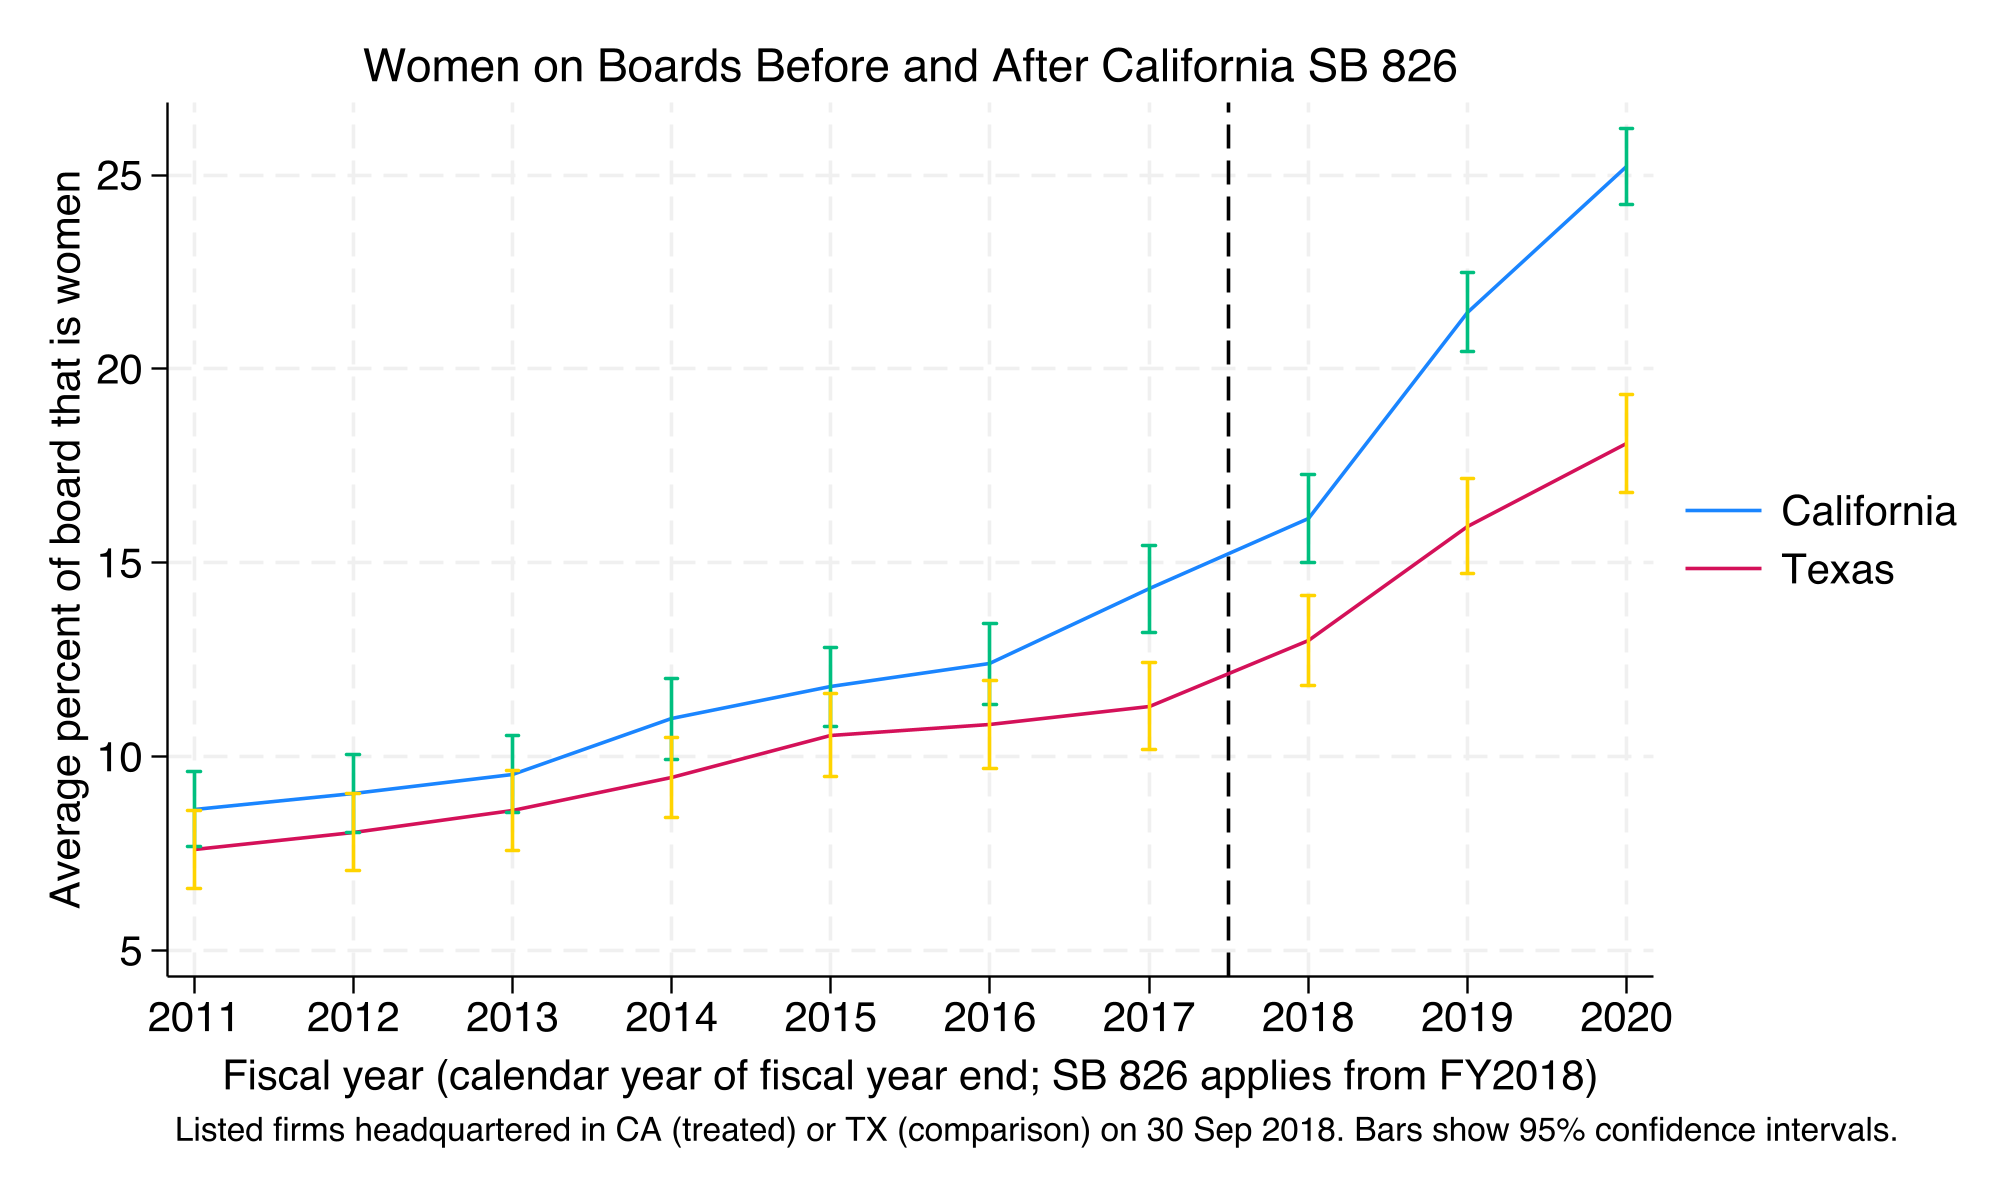 Women on Boards Before and After California SB 826
Average percent of board that is women
25
20
15
10
5
2011 2012 2013 2014 2015 2016 2017 2018 2019 2020
Fiscal year (calendar year of fiscal year end; SB 826 applies from FY2018)
California
Texas
Listed firms headquartered in CA (treated) or TX (comparison) on 30 Sep 2018. Bars show 95% confidence intervals.